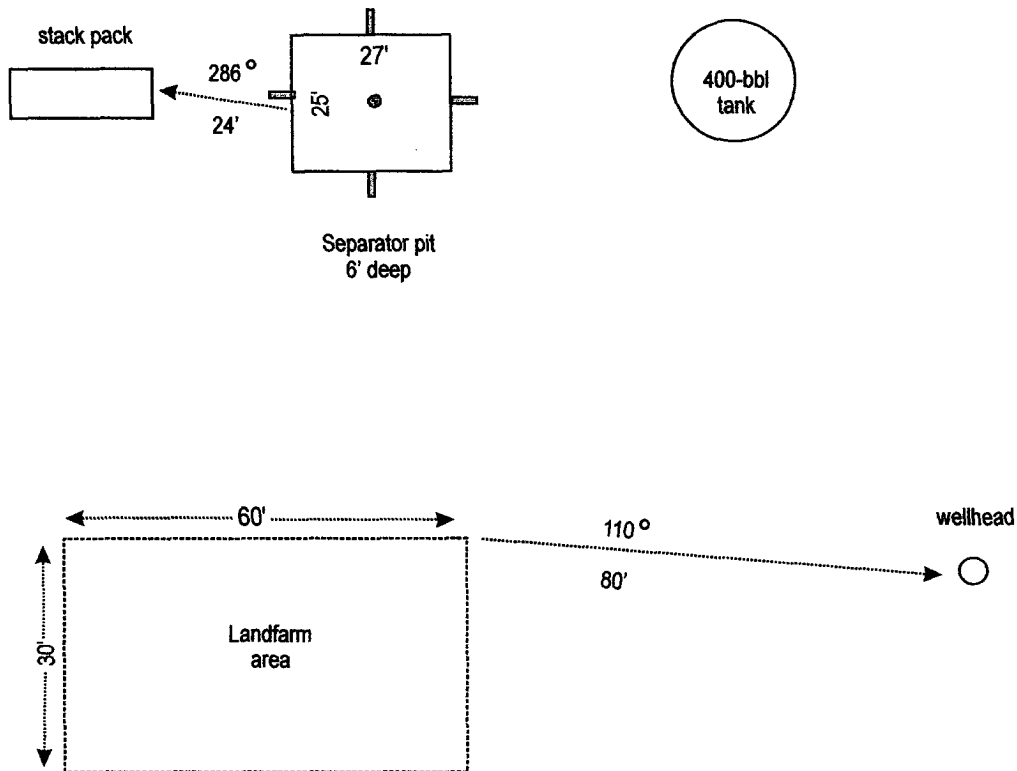 stack pack
286°
24'
27'
25'
400-bbl
tank
Separator pit
6' deep
60'
110°
80'
wellhead
30'
Landfarm
area